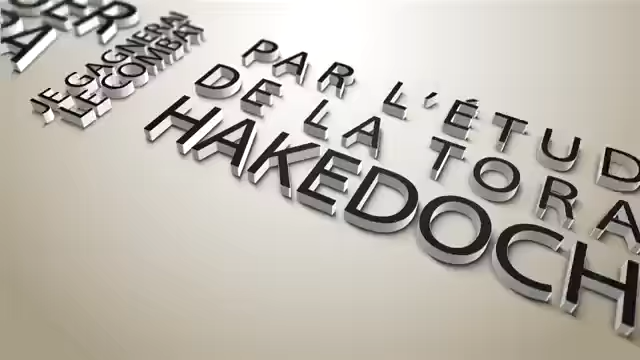 JE GAGNERAI
LE COMBAT
PAR L'ÉTUD
DE LA TORA
HAKEDOCH